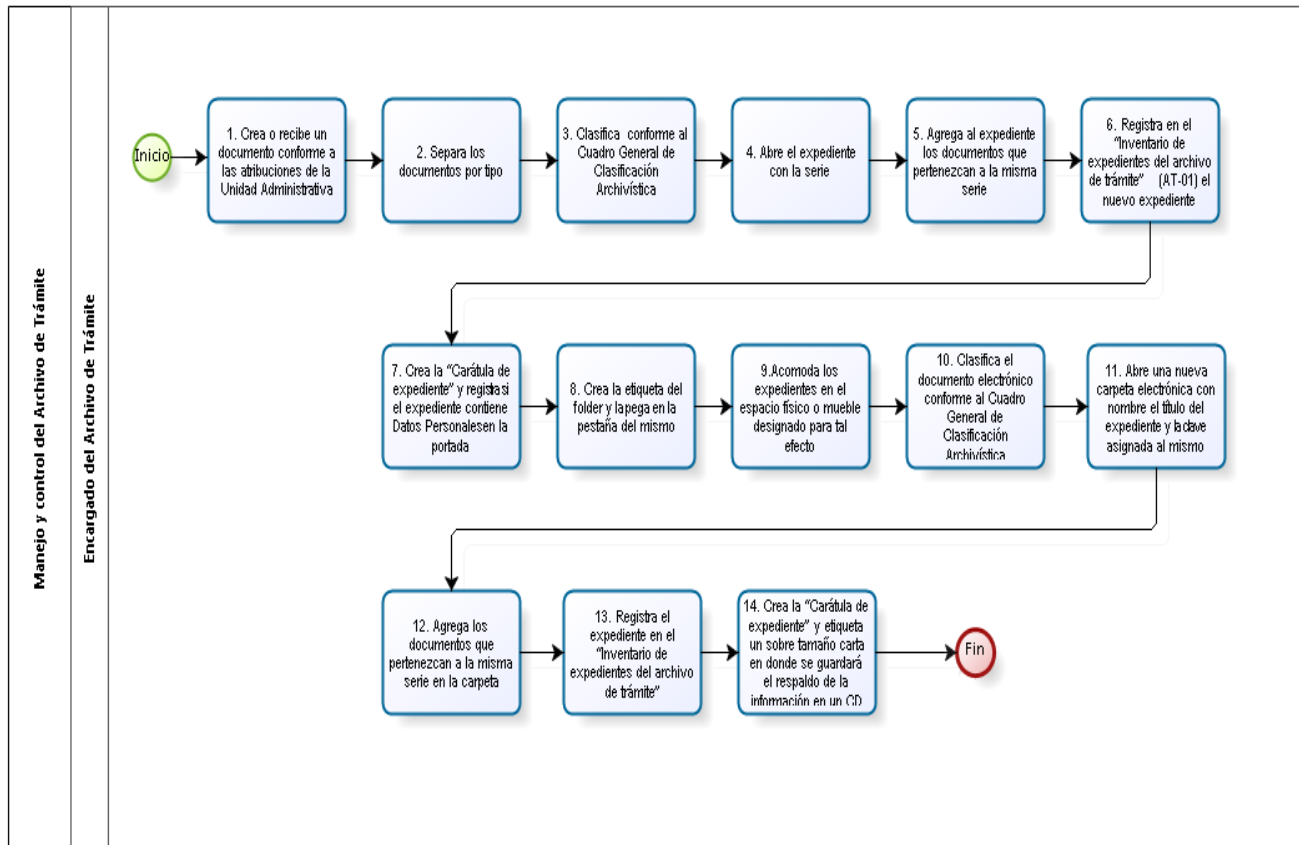 Manejo y control del Archivo de Trámite
Encargado del Archivo de Trámite
Inicio
1. Crea o recibe un
documento conforme a
las atribuciones de la
Unidad Administrativa
2. Separa los
documentos por tipo
3. Clasifica conforme al
Cuadro General de
Clasificación
Archivística
4. Abre el expediente
con la serie
5. Agrega al expediente
los documentos que
pertenezcan a la misma
serie
6. Registra en el
“Inventario de
expedientes del archivo
de trámite” (AT-01) el
nuevo expediente
7. Crea la “Carátula de
expediente” y registra si
el expediente contiene
Datos Personales en la
portada
8. Crea la etiqueta del
folder y la pega en la
pestaña del mismo
9.Acomoda los
expedientes en el
espacio físico o mueble
designado para tal
efecto
10. Clasifica el
documento electrónico
conforme al Cuadro
General de
Clasificación
Archivística
11. Abre una nueva
carpeta electrónica con
nombre el título del
expediente y la clave
asignada al mismo
12. Agrega los
documentos que
pertenezcan a la misma
serie en la carpeta
13. Registra el
expediente en el
“Inventario de
expedientes del archivo
de trámite”
14. Crea la “Carátula de
expediente” y etiqueta
un sobre tamaño carta
en donde se guardará
el respaldo de la
información en un CD
Fin